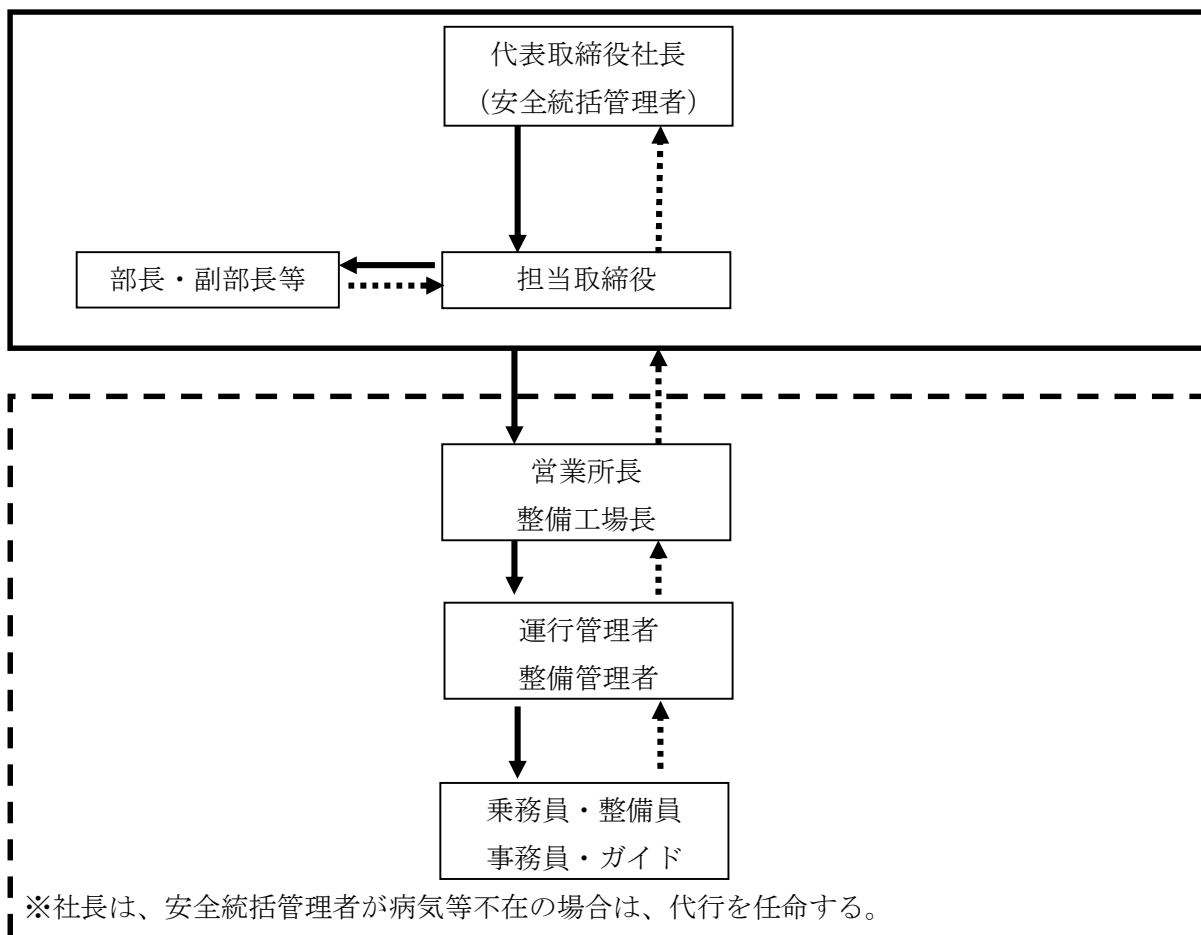 代表取締役社長
（安全統括管理者）
部長・副部長等
担当取締役
営業所長
整備工場長
運行管理者
整備管理者
乗務員・整備員
事務員・ガイド
※社長は、安全統括管理者が病気等不在の場合は、代行を任命する。